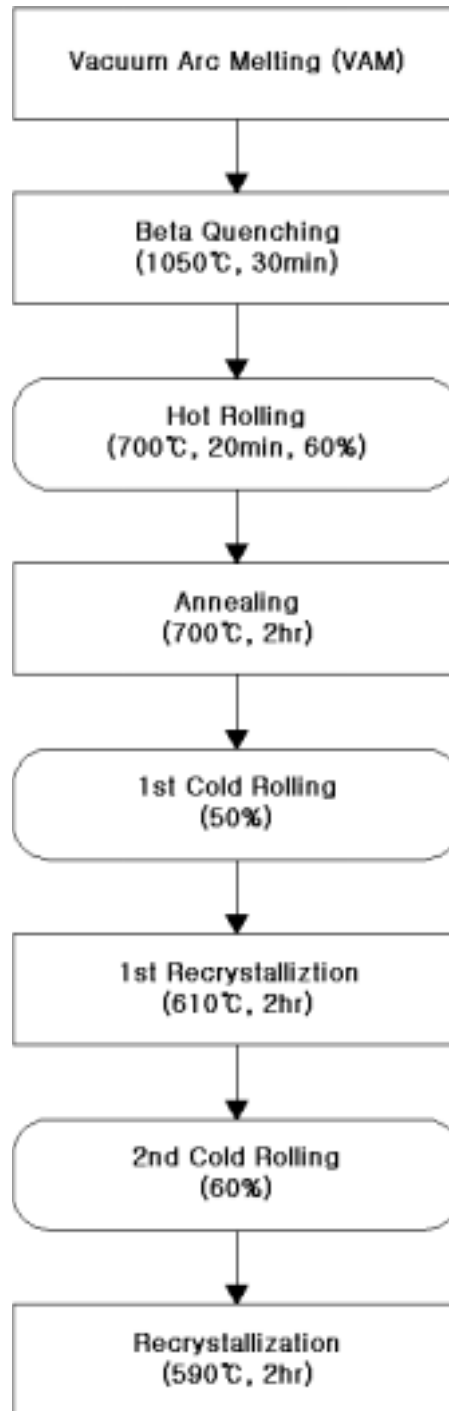 Vacuum Arc Melting (VAM)
Beta Quenching
(1050℃, 30min)
Hot Rolling
(700℃, 20min, 60%)
Annealing
(700℃, 2hr)
1st Cold Rolling
(50%)
1st Recrystalliztion
(610℃, 2hr)
2nd Cold Rolling
(60%)
Recrystallization
(590℃, 2hr)